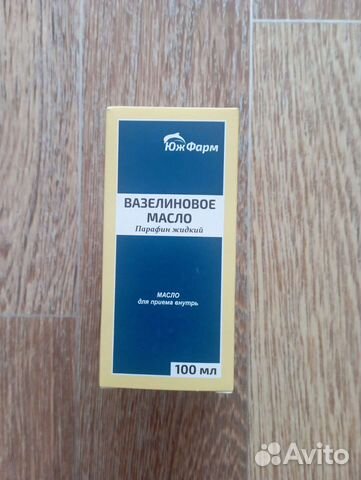 ЮжФарм
ВАЗЕЛИНОВОЕ
МАСЛО
Парафин жидкий
МАСЛО
для приема внутрь
100 мл
Avito